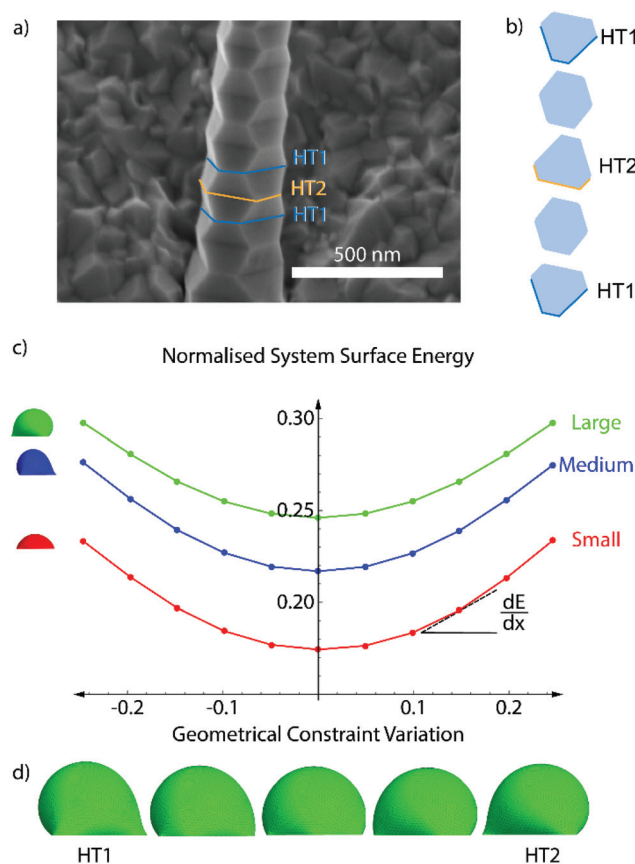 a)
HT1
HT2
HT1
500 nm
b)
HT1
HT2
HT1
c)
Normalised System Surface Energy
0.30
Large
0.25
Medium
Small
0.20
dE
dx
-0.2 -0.1 0.1 0.2
Geometrical Constraint Variation
d)
HT1 HT2